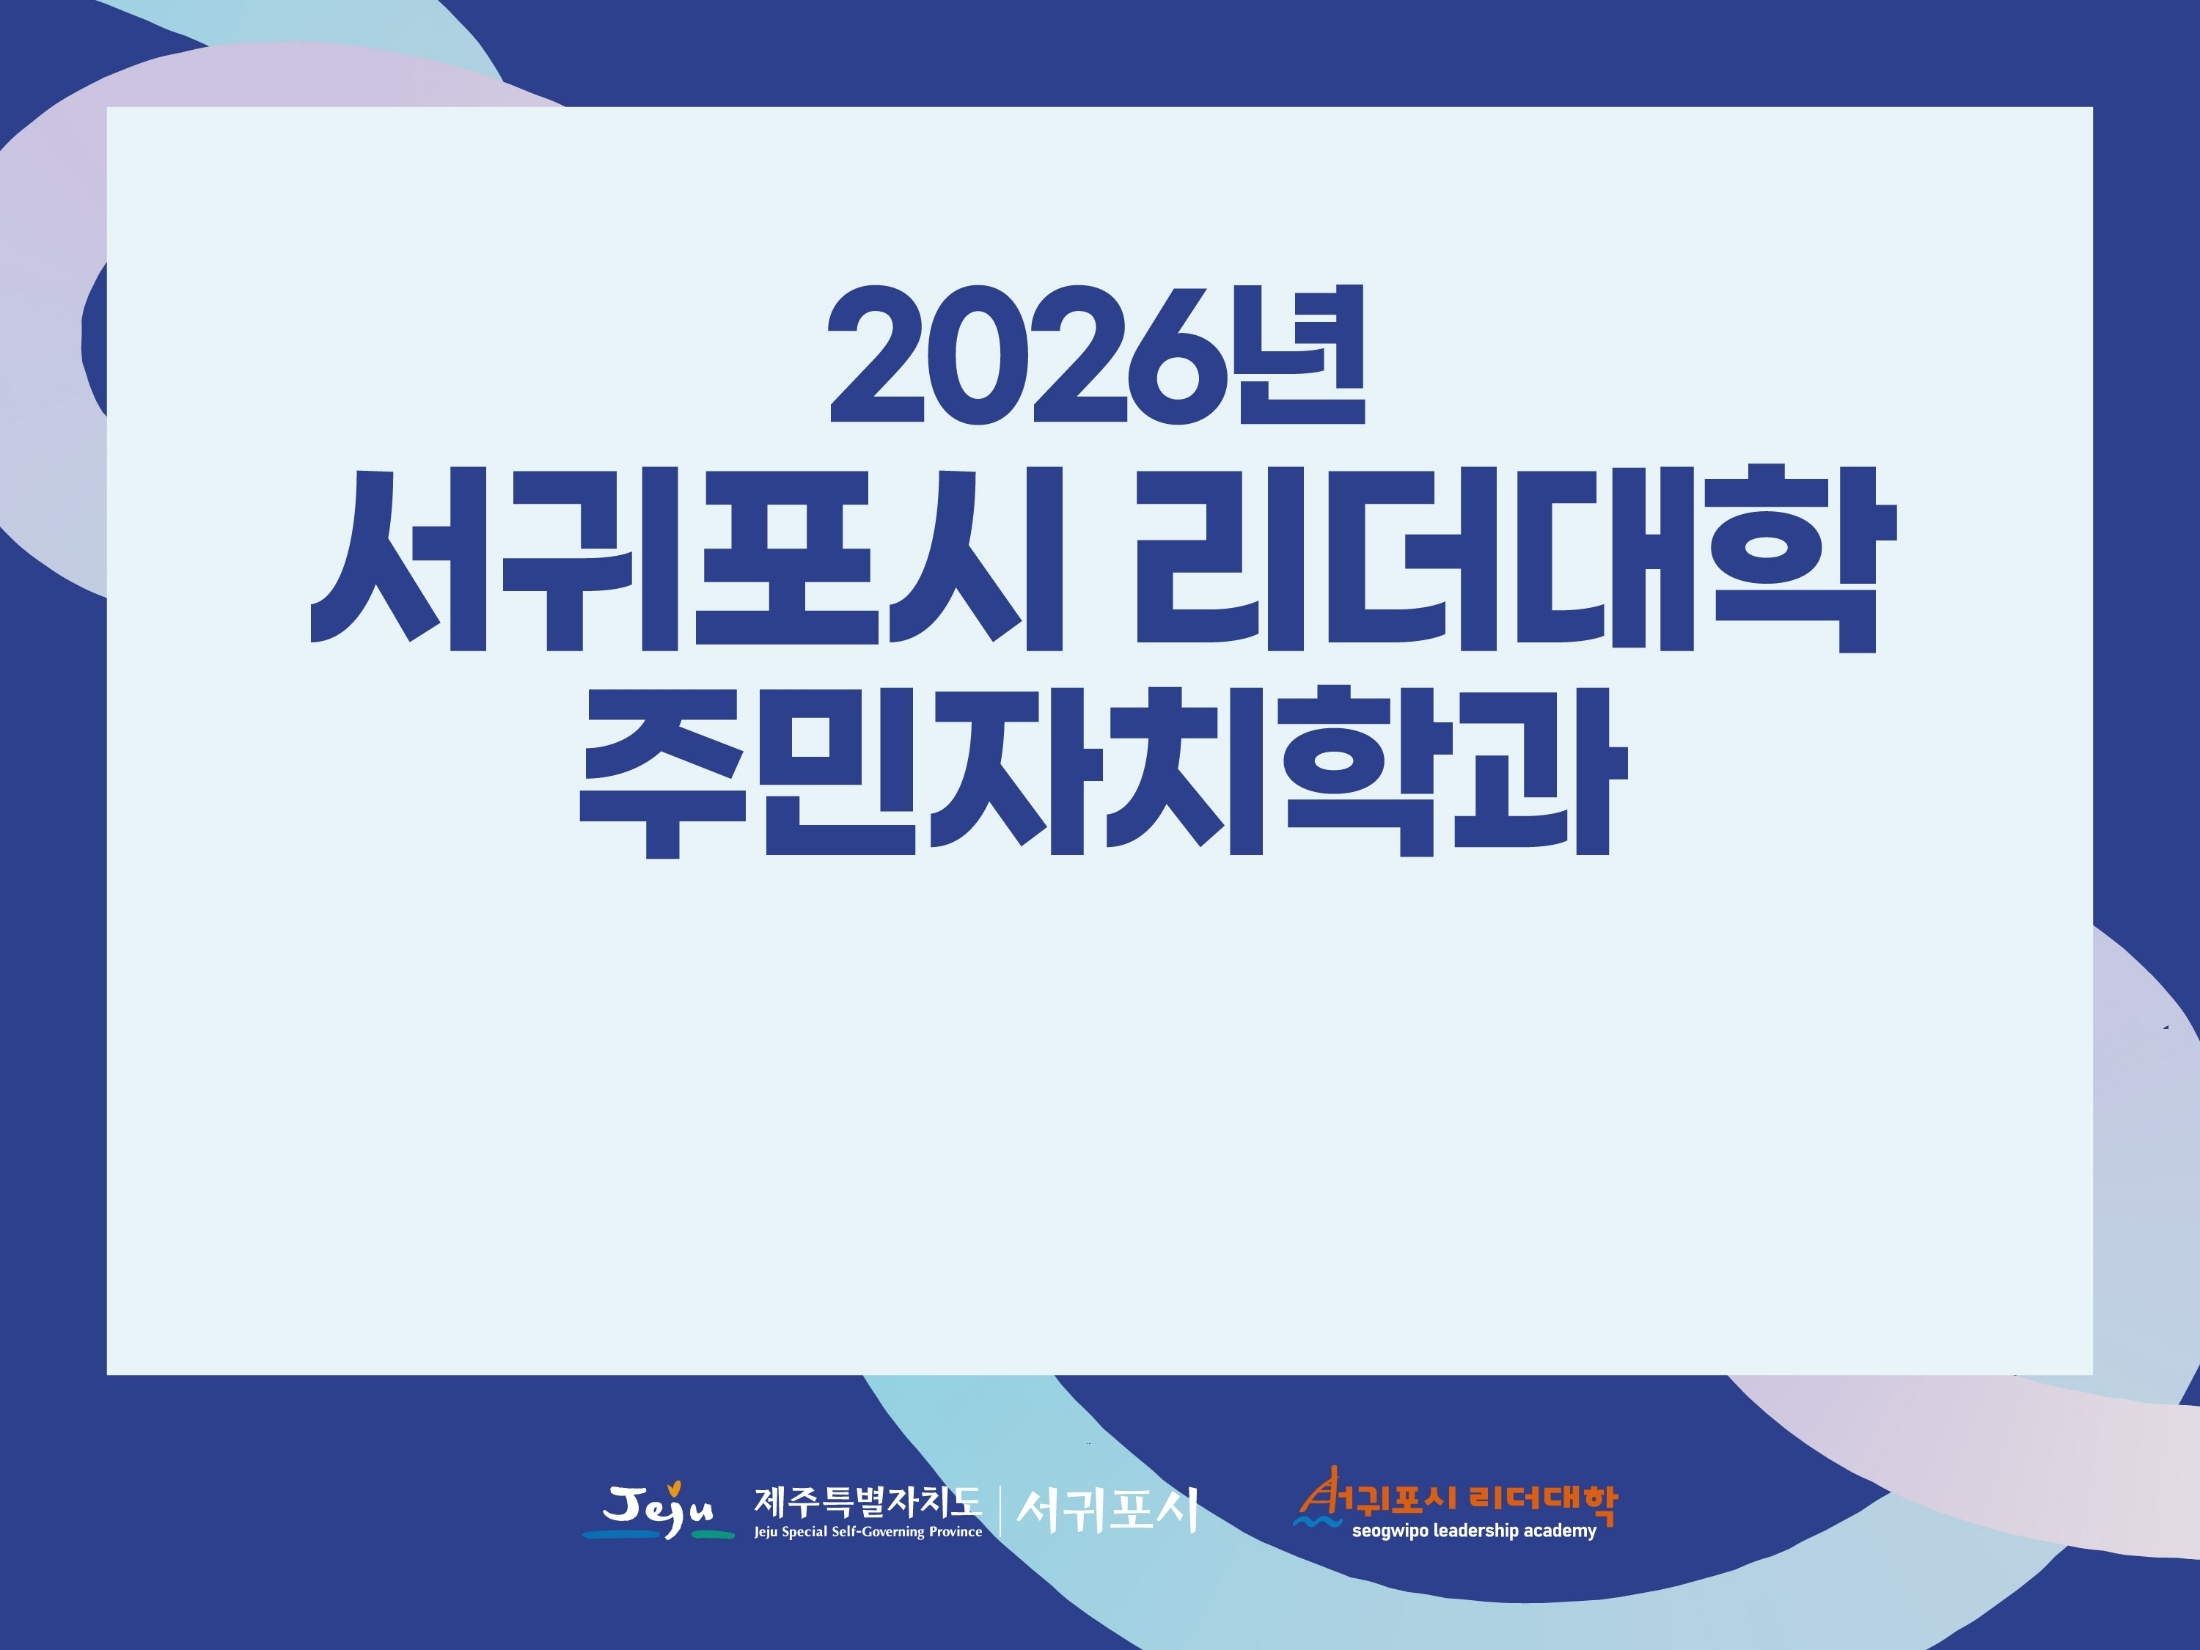 2026년
서귀포시 리더대학
주민자치학과
Jeju
제주특별자치도
Jeju Special Self-Governing Province
서귀포시
서귀포시 리더대학
seogwipo leadership academy